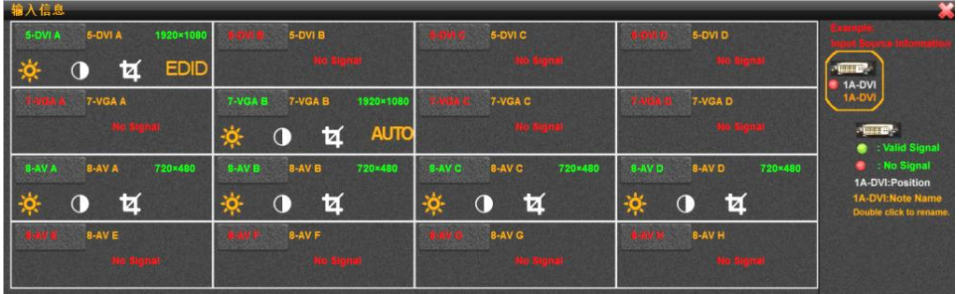 输入信息
5-DVI A 5-DVI A 1920×1080
EDID
5-DVI B 5-DVI B
No Signal
5-DVI C 5-DVI C
No Signal
5-DVI D 5-DVI D
No Signal
7-VGA A 7-VGA A
No Signal
7-VGA B 7-VGA B 1920×1080
AUTO
7-VGA C 7-VGA C
No Signal
7-VGA D 7-VGA D
No Signal
8-AV A 8-AV A 720×480
8-AV B 8-AV B 720×480
8-AV C 8-AV C 720×480
8-AV D 8-AV D 720×480
8-AV E 8-AV E
No Signal
8-AV F 8-AV F
No Signal
8-AV G 8-AV G
No Signal
8-AV H 8-AV H
No Signal
Example:
Input Source Information
1A-DVI
1A-DVI
: Valid Signal
: No Signal
1A-DVI:Position
1A-DVI:Note Name
Double click to rename.